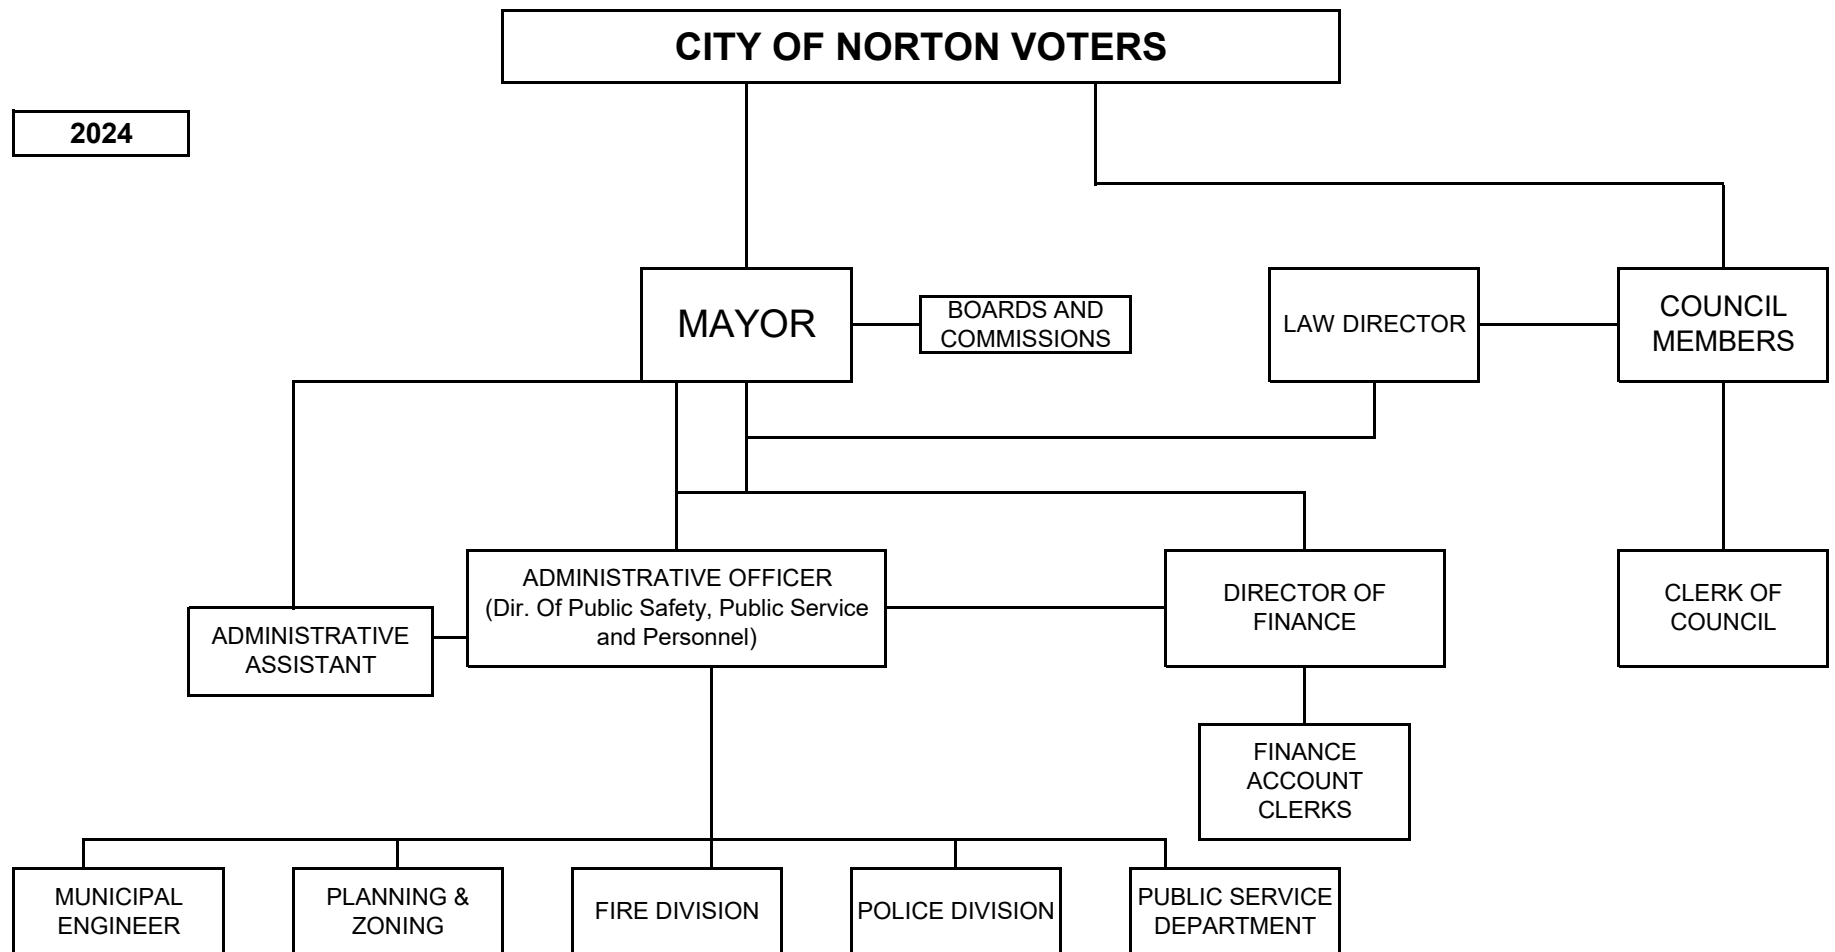 CITY OF NORTON VOTERS
2024
MAYOR
BOARDS AND
COMMISSIONS
LAW DIRECTOR
COUNCIL
MEMBERS
ADMINISTRATIVE
ASSISTANT
ADMINISTRATIVE OFFICER
(Dir. Of Public Safety, Public Service
and Personnel)
DIRECTOR OF
FINANCE
CLERK OF
COUNCIL
FINANCE
ACCOUNT
CLERKS
MUNICIPAL
ENGINEER
PLANNING &
ZONING
FIRE DIVISION
POLICE DIVISION
PUBLIC SERVICE
DEPARTMENT